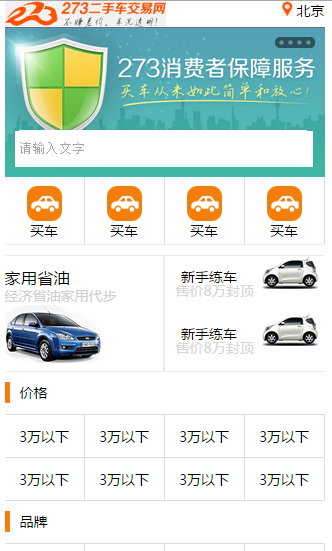 273二手车交易网
不赚差价,车况透明!
北京
273消费者保障服务
买车从未如此简单和放心!
请输入文字
买车 买车 买车 买车
家用省油
经济省油家用代步
新手练车
售价8万封顶
新手练车
售价8万封顶
价格
3万以下 3万以下 3万以下 3万以下
3万以下 3万以下 3万以下 3万以下
品牌